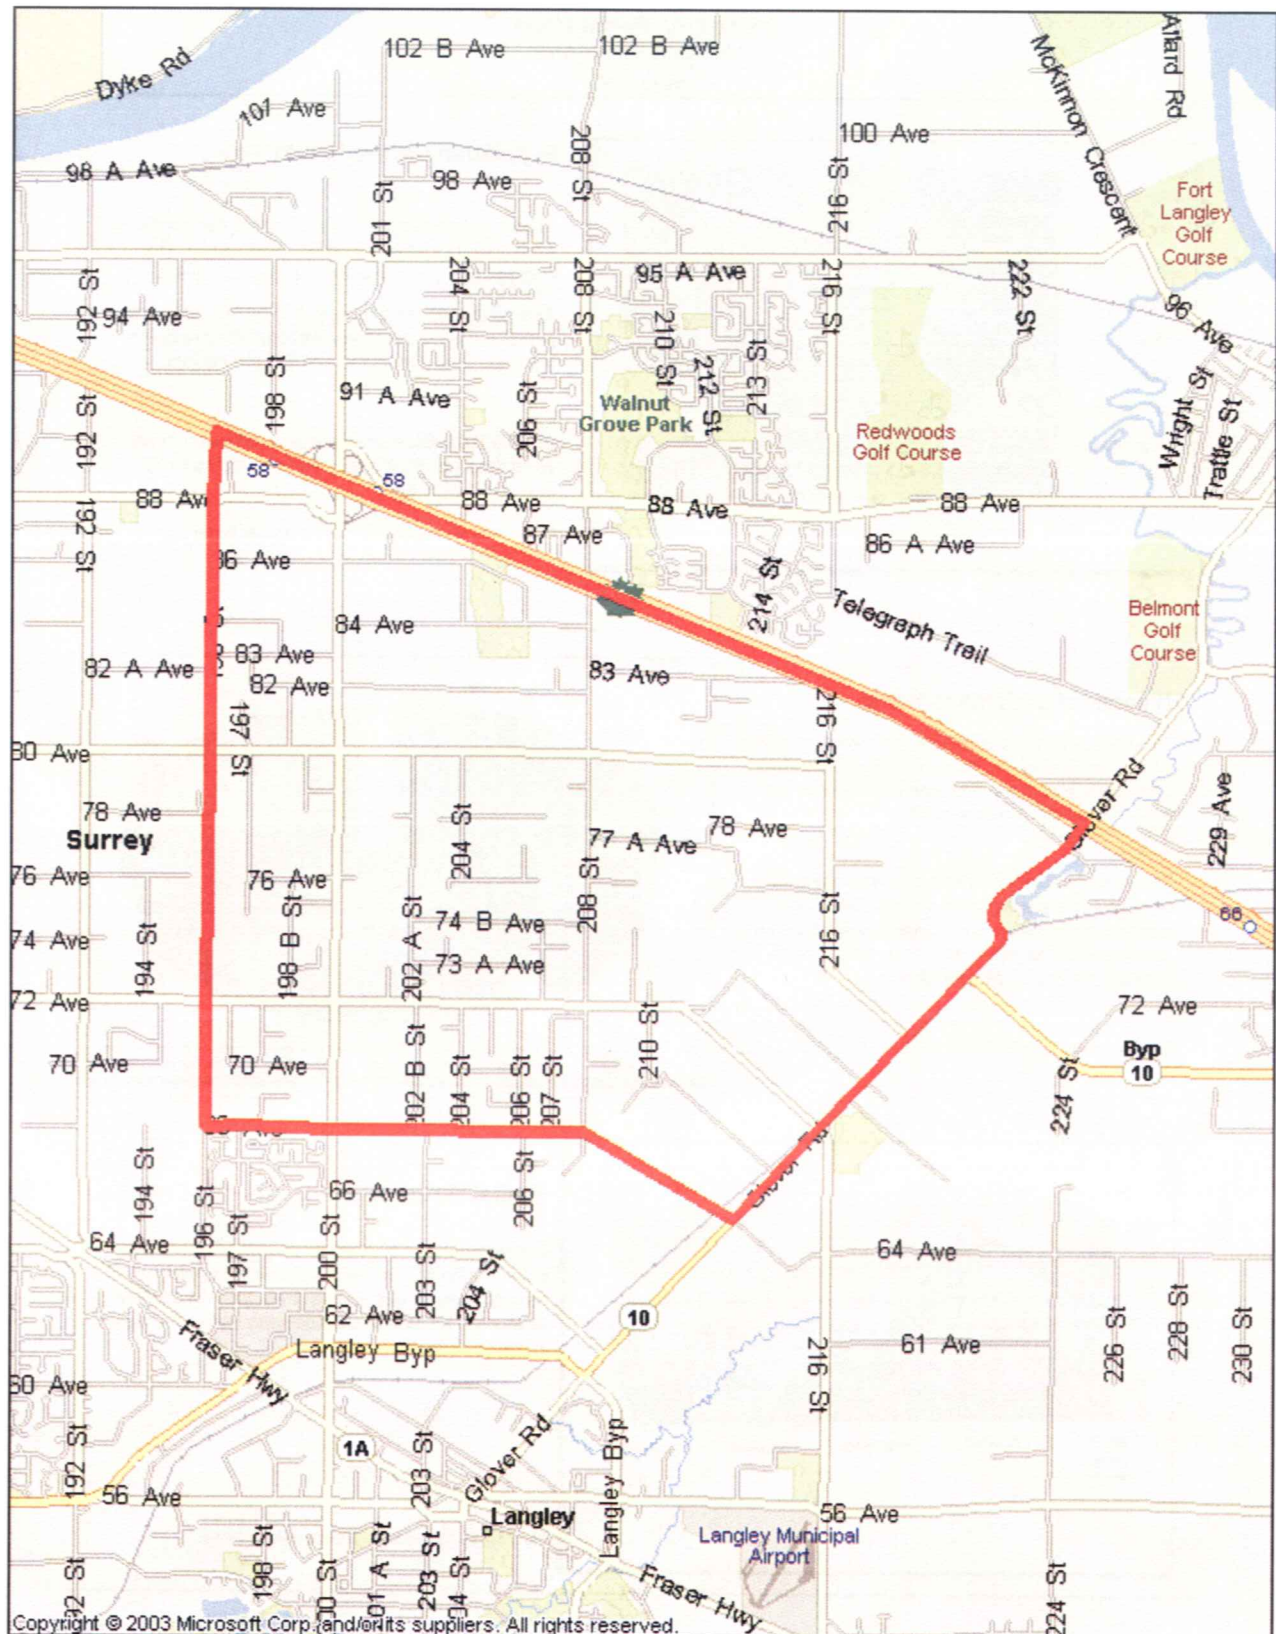 102 B Ave
102 B Ave
Dyke Rd
101 Ave
McKinnon Crescent
Allard Rd
100 Ave
98 A Ave
98 Ave
208 St
216 St
201 St
Fort
Langley
Golf
Course
95 A Ave
192 St
204 St
208 St
216 St
222 St
94 Ave
96 Ave
198 St
210 St
212 St
213 St
91 A Ave
192 St
206 St
Walnut
Grove Park
Redwoods
Golf Course
Wright St
Trattle St
58
58
88 Ave
88 Ave
88 Ave
88 Ave
192 St
87 Ave
86 A Ave
86 Ave
214 St
Telegraph Trail
Belmont
Golf
Course
84 Ave
83 Ave
82 A Ave
83 Ave
82 Ave
197 St
216 St
80 Ave
Glover Rd
229 Ave
78 Ave
78 Ave
Surrey
204 St
77 A Ave
76 Ave
76 Ave
208 St
216 St
66
74 Ave
194 St
198 B St
202 A St
74 B Ave
73 A Ave
72 Ave
72 Ave
210 St
70 Ave
70 Ave
202 B St
204 St
206 St
207 St
Byp
10
224 St
Glover Rd
194 St
196 St
66 Ave
206 St
64 Ave
197 St
200 St
203 St
204 St
64 Ave
62 Ave
10
226 St
228 St
230 St
Fraser Hwy
Langley Byp
61 Ave
216 St
60 Ave
192 St
1A
203 St
Glover Rd
Langley Byp
56 Ave
56 Ave
Langley
Langley Municipal
Airport
198 St
101 A St
203 St
Fraser Hwy
224 St
Copyright © 2003 Microsoft Corp. and/or its suppliers. All rights reserved.